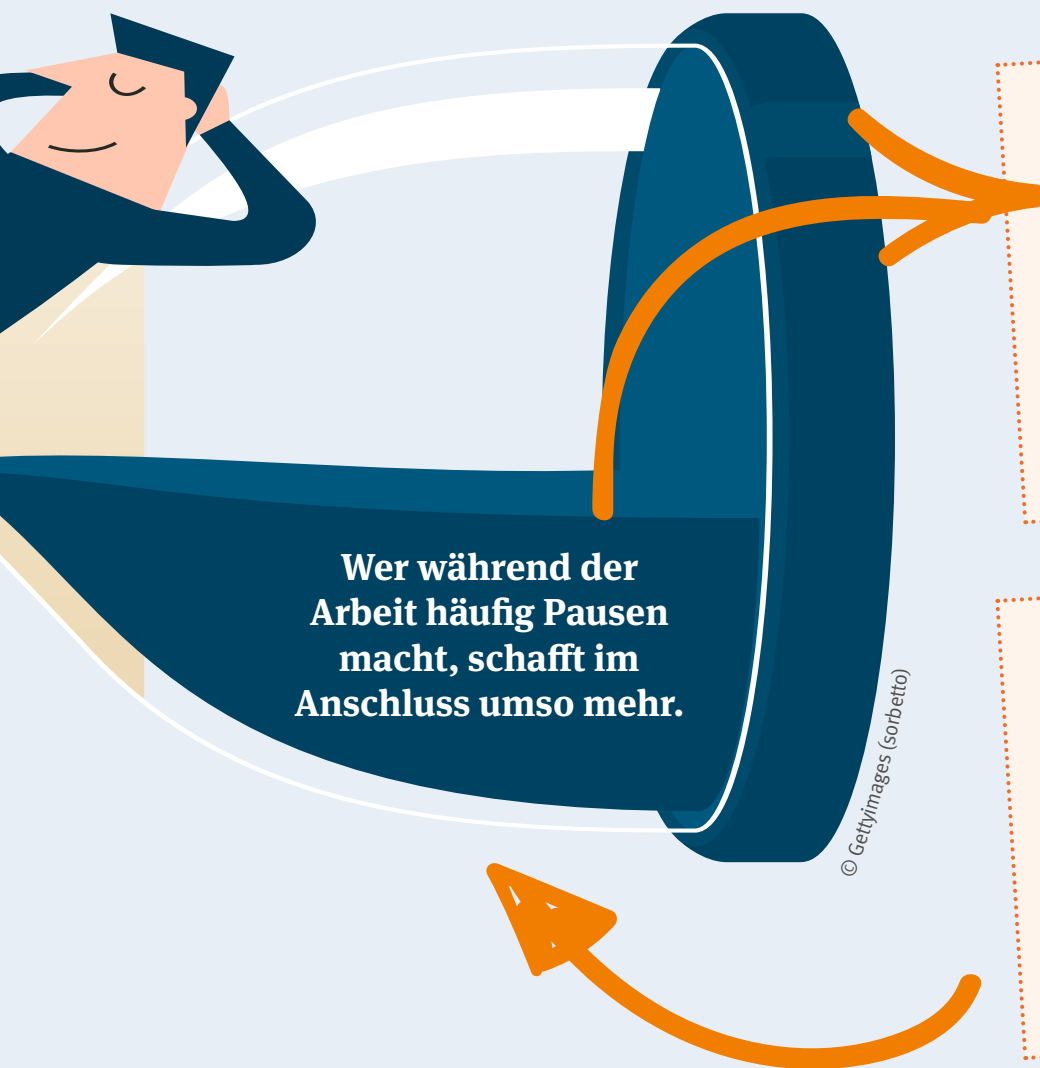 Wer während der
Arbeit häufig Pausen
macht, schafft im
Anschluss umso mehr.
© Gettyimages (sorbetto)